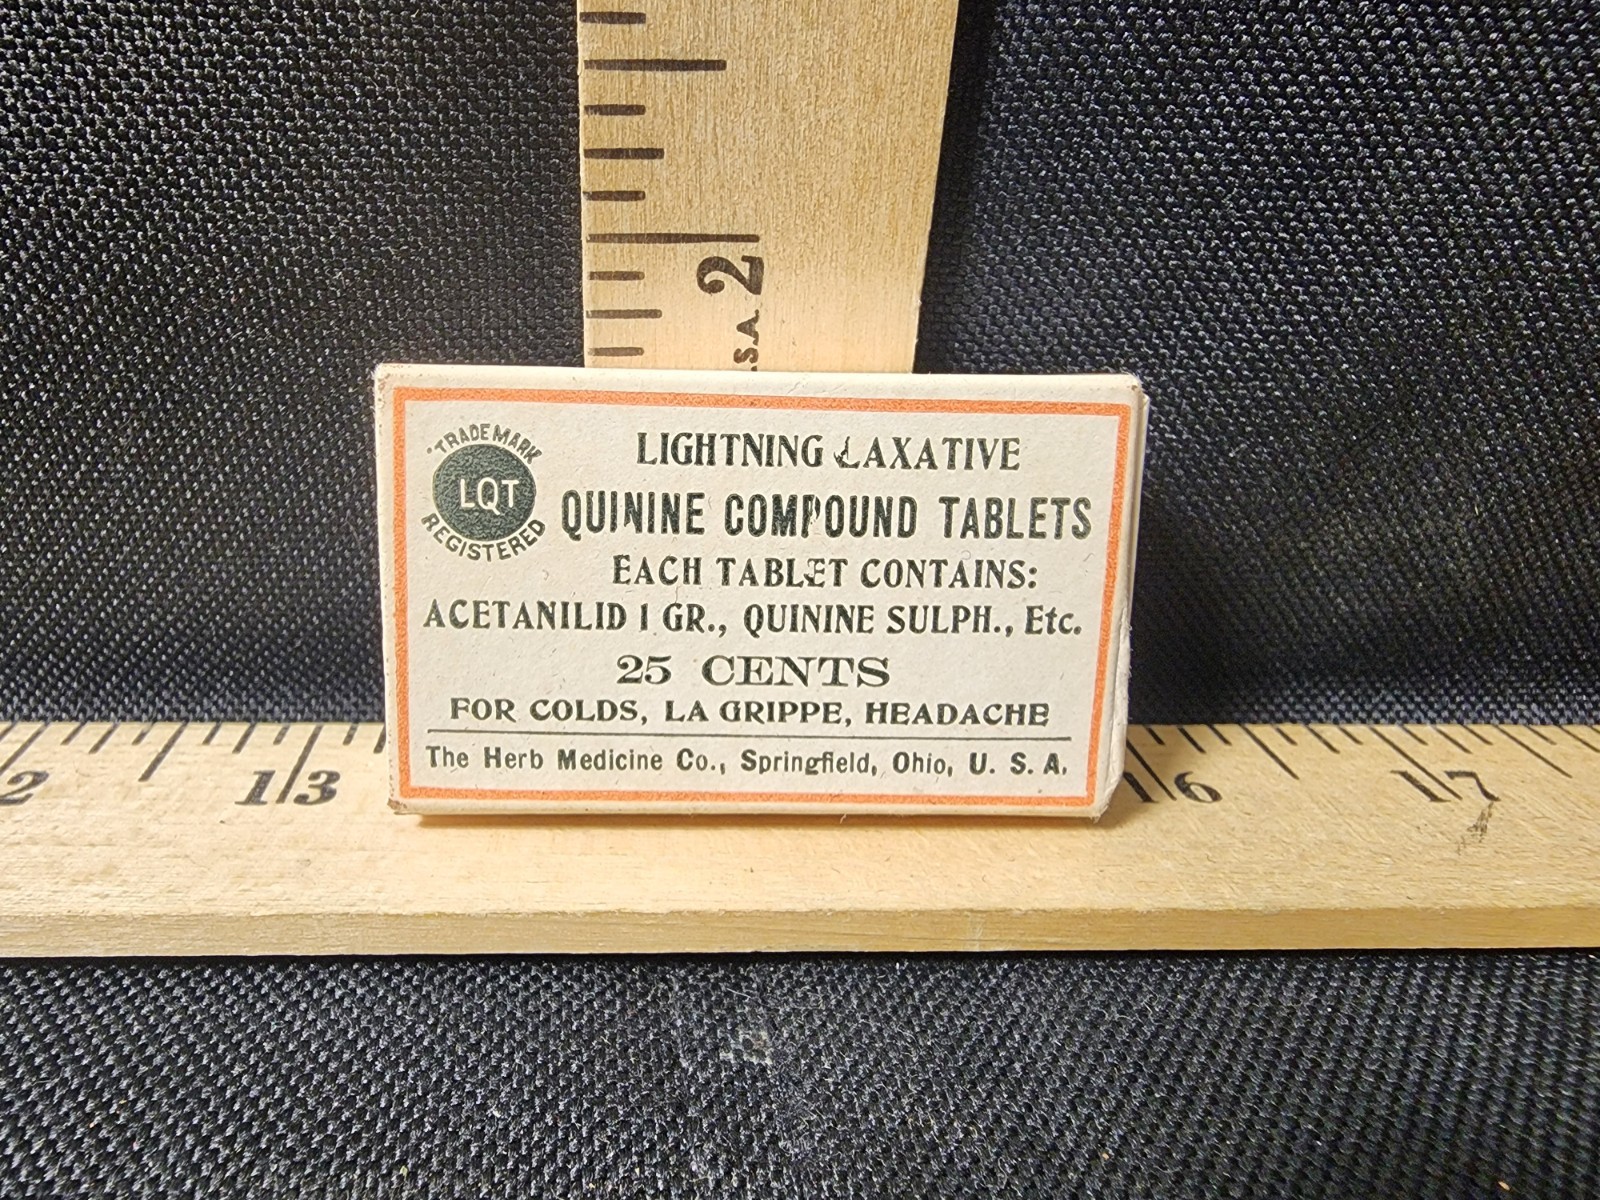 2
.S.A.
TRADE MARK
LQT
REGISTERED
LIGHTNING LAXATIVE
QUININE COMPOUND TABLETS
EACH TABLET CONTAINS:
ACETANILID 1 GR., QUININE SULPH., Etc.
25 CENTS
FOR COLDS, LA GRIPPE, HEADACHE
The Herb Medicine Co., Springfield, Ohio, U. S. A.
2 13 16 17